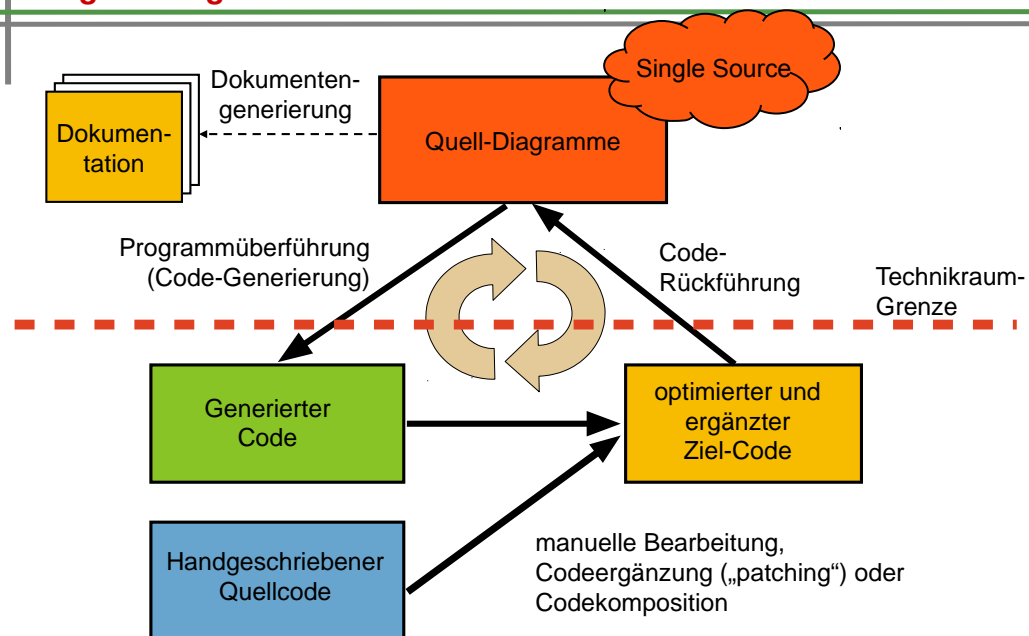 Single Source
Dokumenten-
generierung
Dokumen-
tation
Quell-Diagramme
Programmüberführung
(Code-Generierung)
Code-
Rückführung
Technikraum-
Grenze
Generierter
Code
optimierter und
ergänzter
Ziel-Code
Handgeschriebener
Quellcode
manuelle Bearbeitung,
Codeergänzung („patching“) oder
Codekomposition